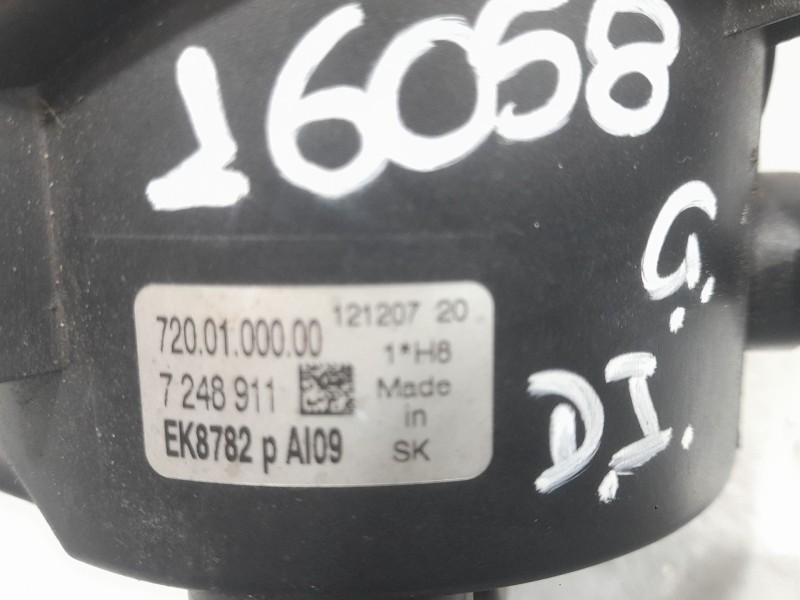 16058
G.
DI.
720.01.000.00
7 248 911
EK8782 p AI09
121207 20
1*H8
Made
in
SK